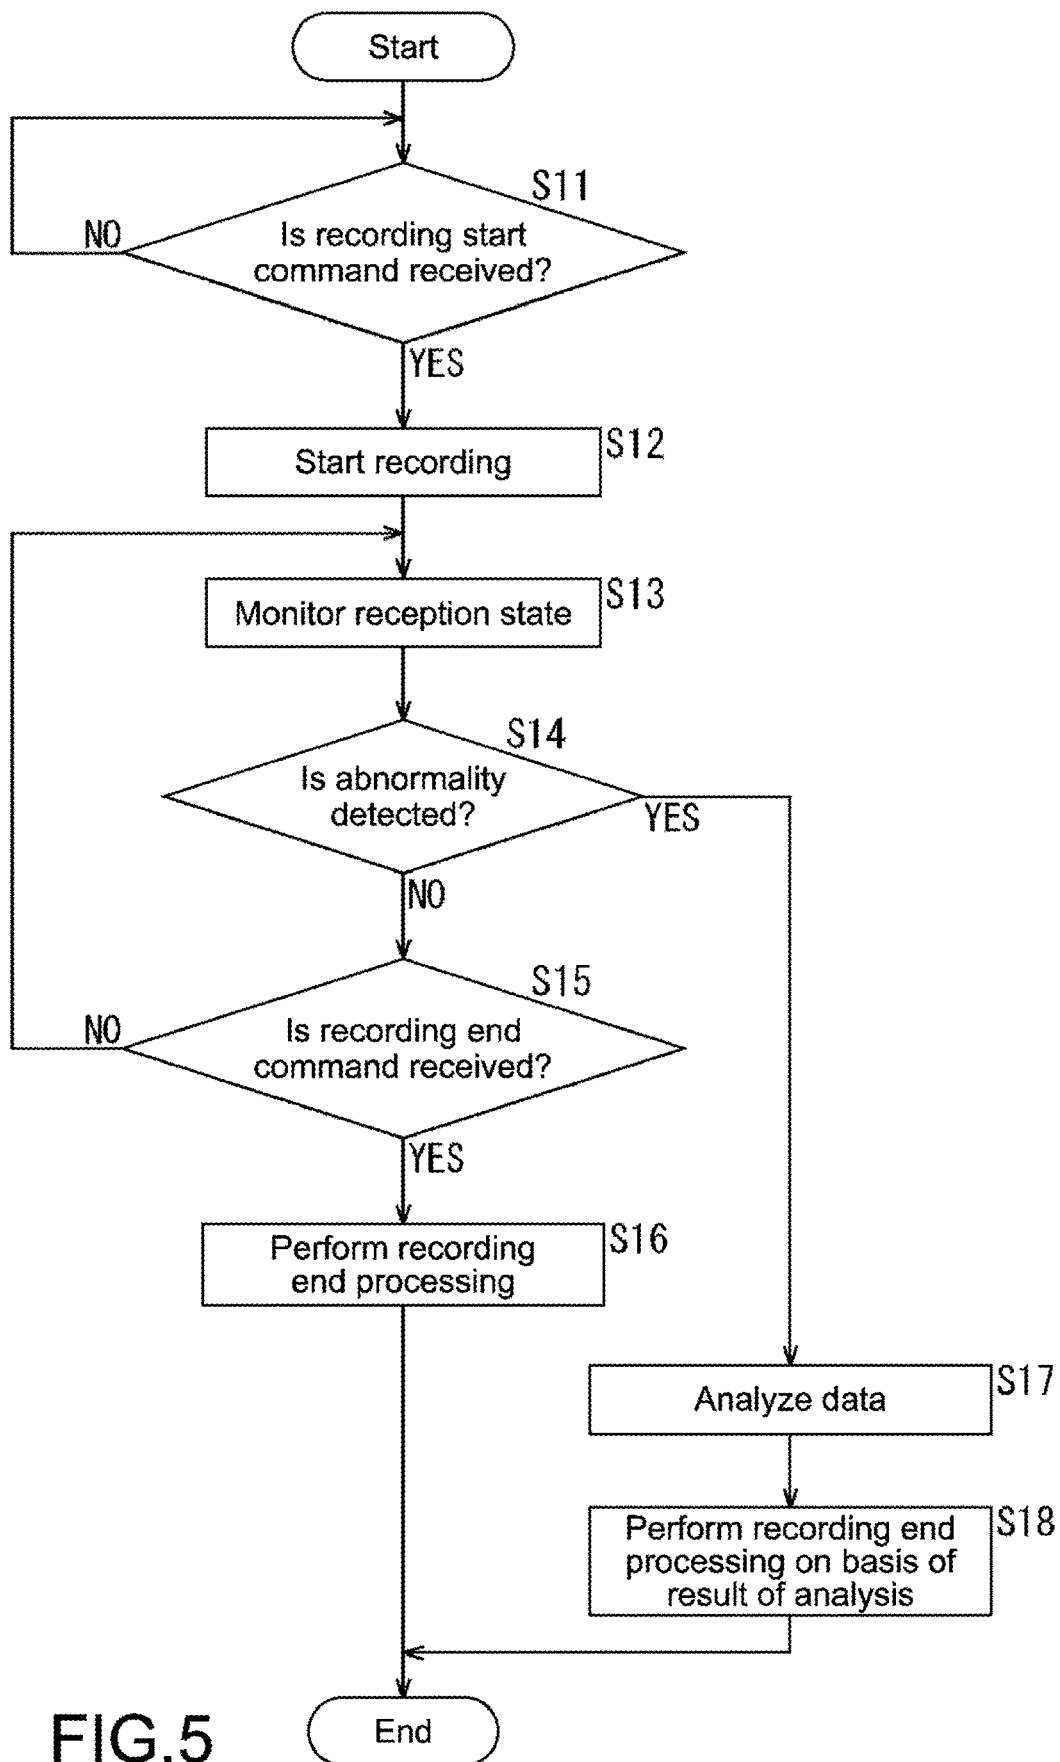 Start
S11
Is recording start
command received?
NO
YES
S12
Start recording
S13
Monitor reception state
S14
Is abnormality
detected?
YES
NO
S15
Is recording end
command received?
NO
YES
S16
Perform recording
end processing
S17
Analyze data
S18
Perform recording end
processing on basis of
result of analysis
End
FIG.5